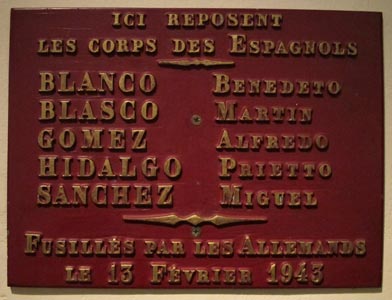 ICI REPOSENT
LES CORPS DES ESPAGNOLS
BLANCO BENEDETO
BLASCO MARTIN
GOMEZ ALFREDO
HIDALGO PRIETTO
SANCHEZ MIGUEL
FUSILLÉS PAR LES ALLEMANDS
LE 13 FÉVRIER 1943